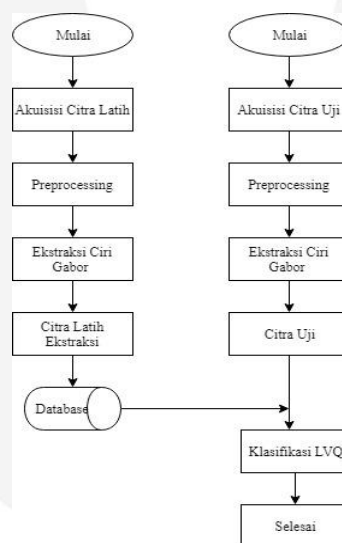 Mulai
Akuisisi Citra Latih
Preprocessing
Ekstraksi Ciri
Gabor
Citra Latih
Ekstraksi
Database
Mulai
Akuisisi Citra Uji
Preprocessing
Ekstraksi Ciri
Gabor
Citra Uji
Klasifikasi LVQ
Selesai